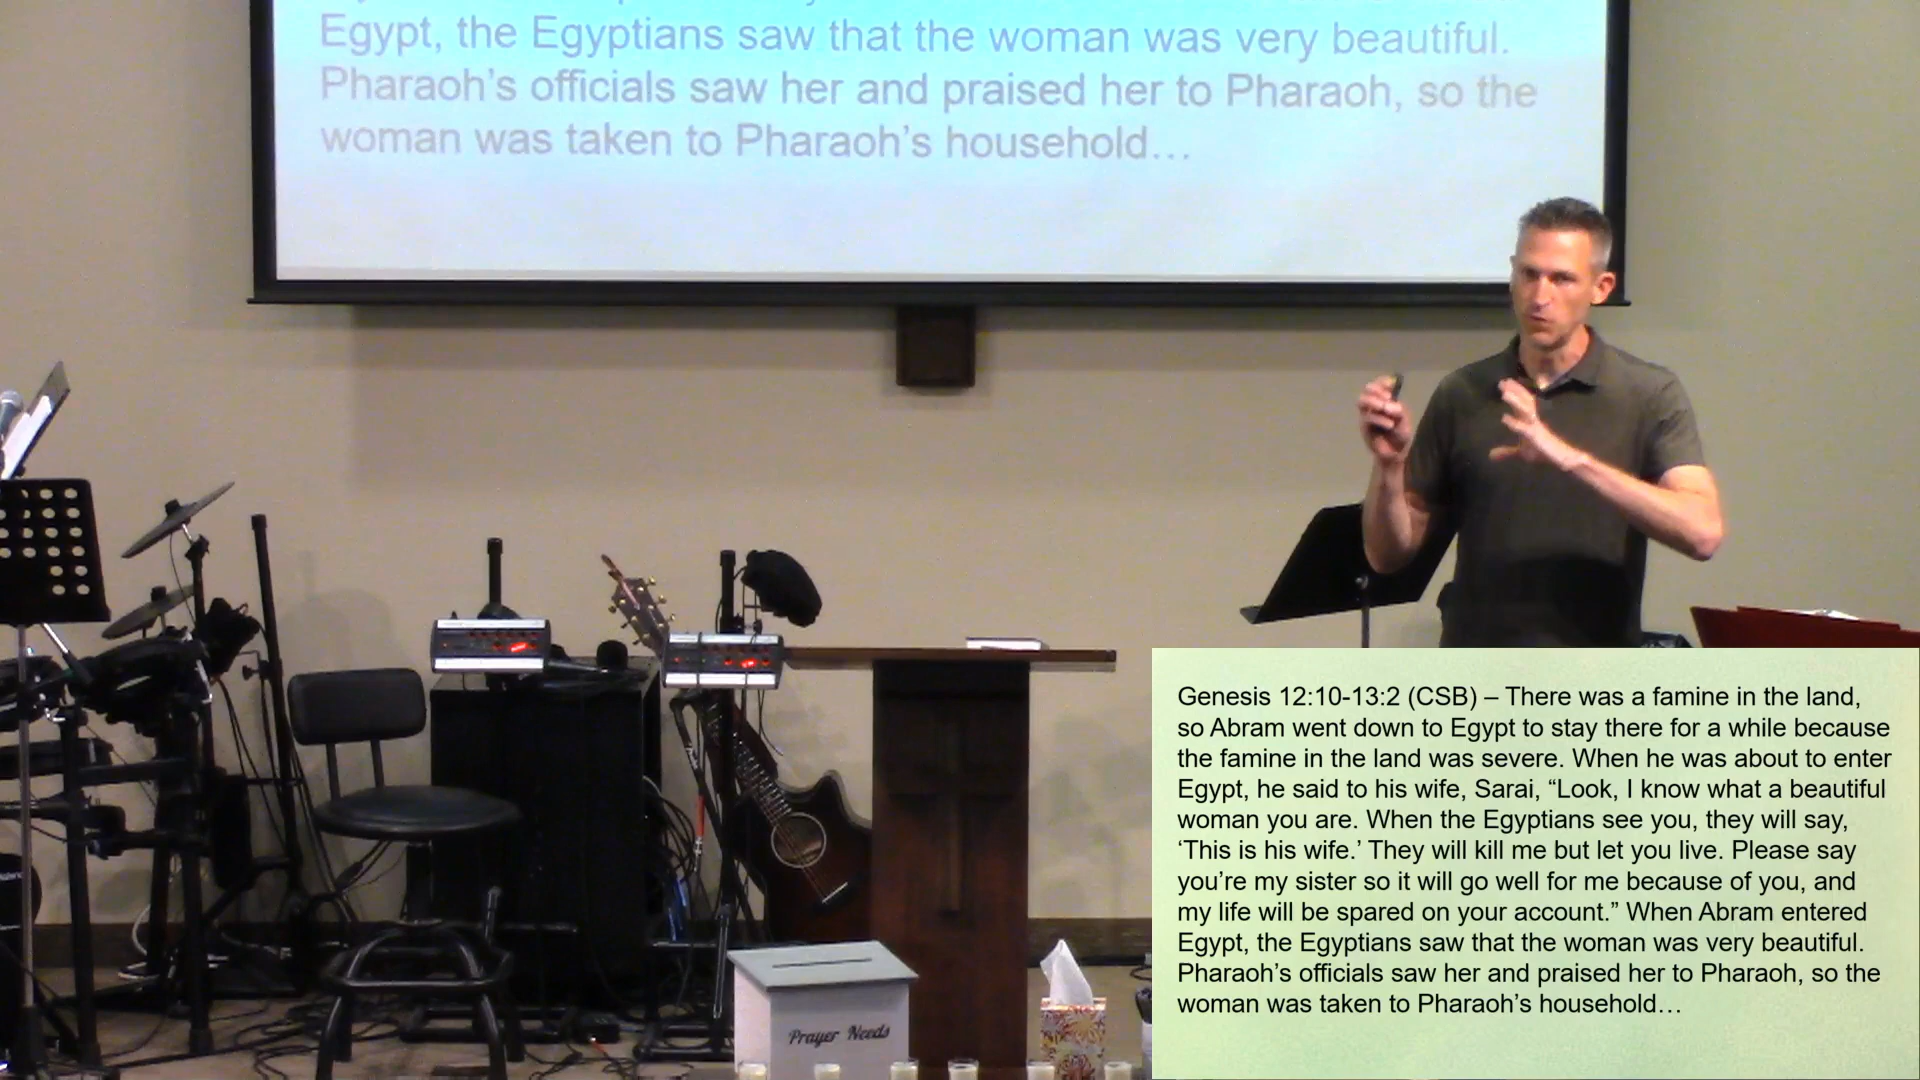 Egypt, the Egyptians saw that the woman was very beautiful.
Pharaoh's officials saw her and praised her to Pharaoh, so the
woman was taken to Pharaoh's household…
Genesis 12:10-13:2 (CSB) – There was a famine in the land,
so Abram went down to Egypt to stay there for a while because
the famine in the land was severe. When he was about to enter
Egypt, he said to his wife, Sarai, “Look, I know what a beautiful
woman you are. When the Egyptians see you, they will say,
‘This is his wife.’ They will kill me but let you live. Please say
you’re my sister so it will go well for me because of you, and
my life will be spared on your account.” When Abram entered
Egypt, the Egyptians saw that the woman was very beautiful.
Pharaoh’s officials saw her and praised her to Pharaoh, so the
woman was taken to Pharaoh’s household…
Prayer Needs